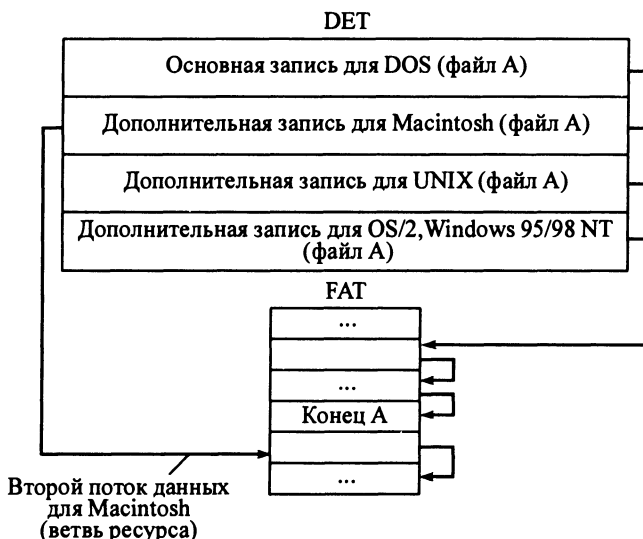 DET
Основная запись для DOS (файл A)
Дополнительная запись для Macintosh (файл A)
Дополнительная запись для UNIX (файл A)
Дополнительная запись для OS/2,Windows 95/98 NT
(файл A)
FAT
...
...
Конец A
...
Второй поток данных
для Macintosh
(ветвь ресурса)